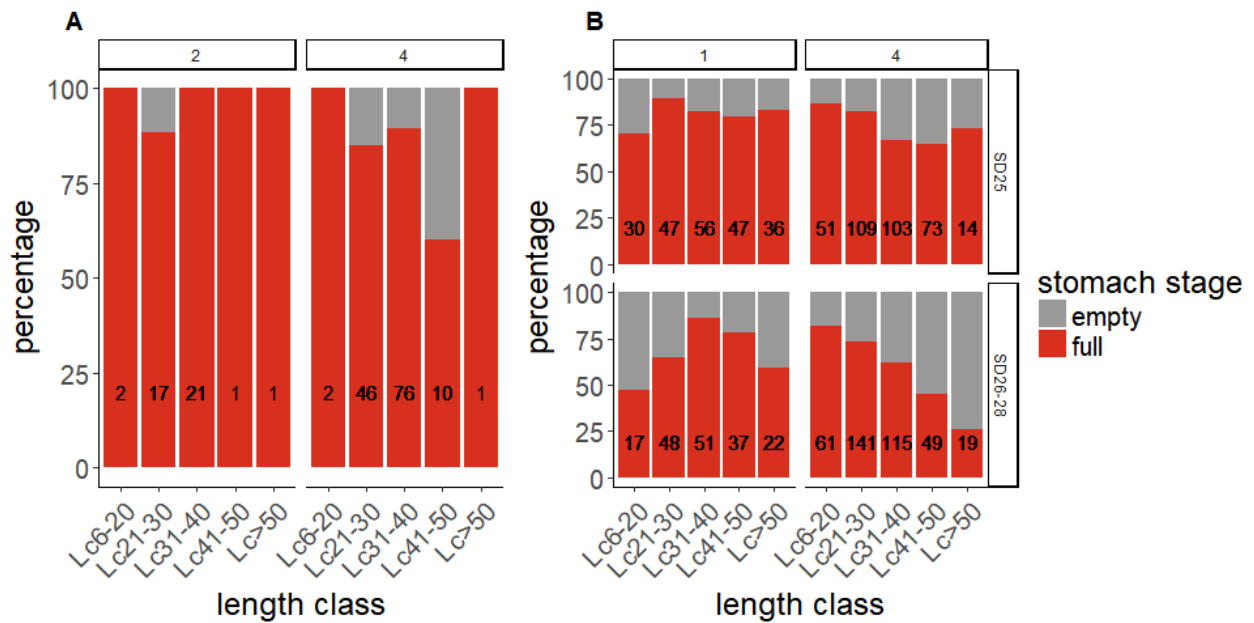 A
B
2
4
1
4
100
75
50
25
0
percentage
2
17
21
1
1
2
46
76
10
1
Lc6-20
Lc21-30
Lc31-40
Lc41-50
Lc>50
Lc6-20
Lc21-30
Lc31-40
Lc41-50
Lc>50
length class
100
75
50
25
0
percentage
30
47
56
47
36
51
109
103
73
14
SD25
100
75
50
25
0
17
48
51
37
22
61
141
115
49
19
SD26-28
Lc6-20
Lc21-30
Lc31-40
Lc41-50
Lc>50
Lc6-20
Lc21-30
Lc31-40
Lc41-50
Lc>50
length class
stomach stage
empty
full